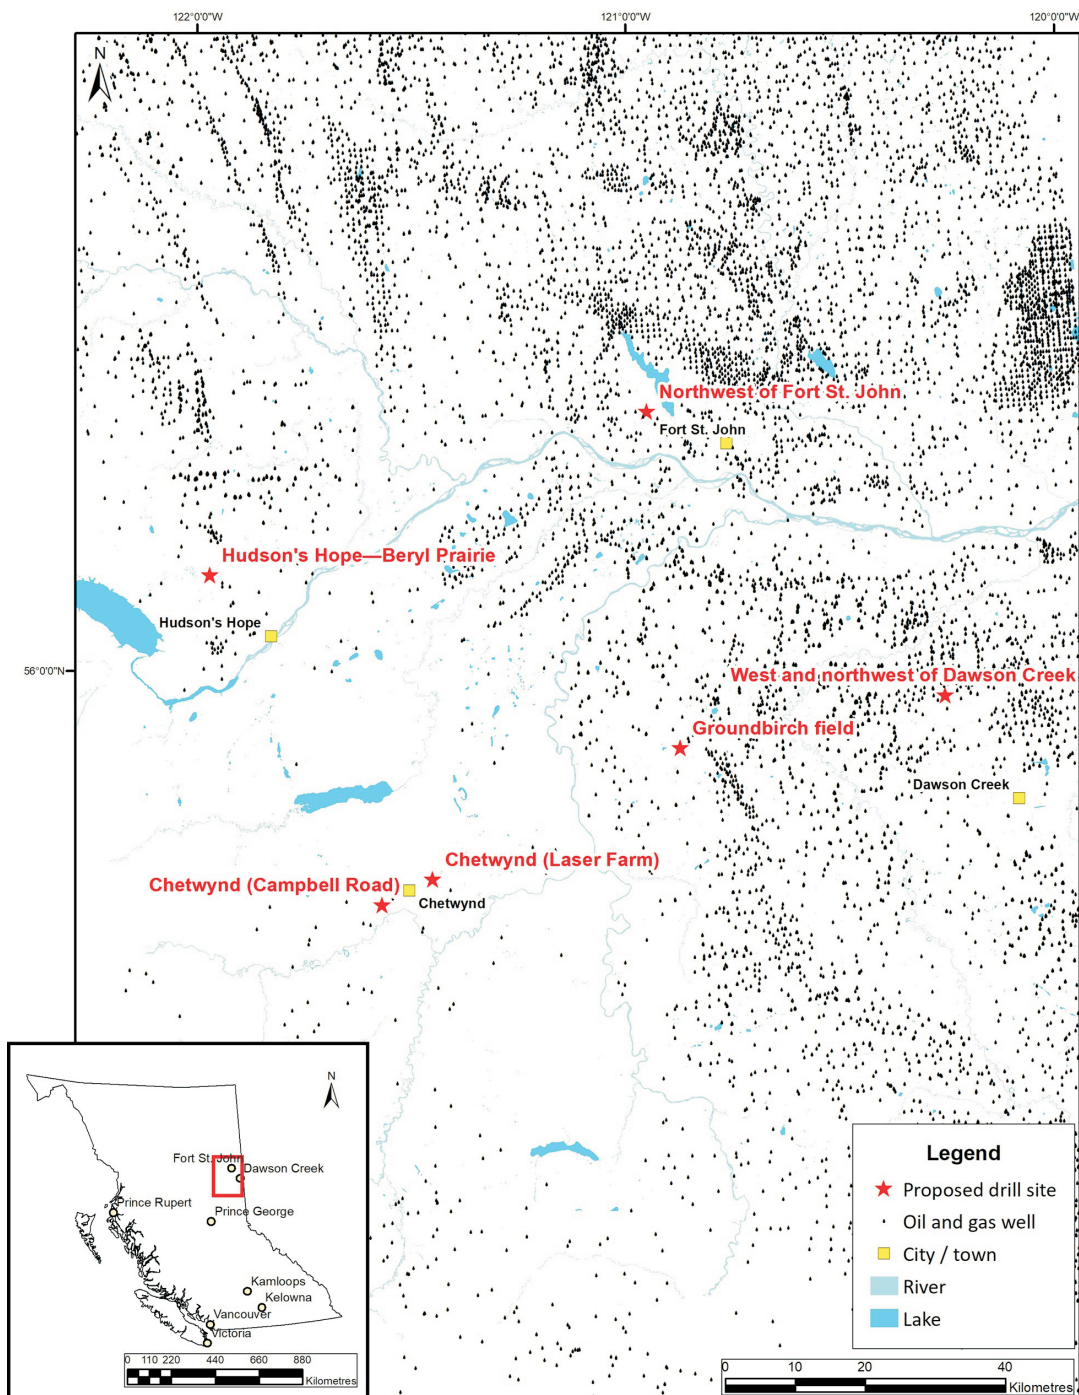 122°0'0"W
121°0'0"W
120°0'0"W
N
Northwest of Fort St. John
Fort St. John
Hudson's Hope—Beryl Prairie
Hudson's Hope
56°0'0"N
West and northwest of Dawson Creek
Groundbirch field
Dawson Creek
Chetwynd (Laser Farm)
Chetwynd (Campbell Road)
Chetwynd
N
Fort St. John
Dawson Creek
Prince Rupert
Prince George
Kamloops
Kelowna
Vancouver
Victoria
0 110 220 440 660 880
Kilometres
Legend
Proposed drill site
Oil and gas well
City / town
River
Lake
0 10 20 40
Kilometres